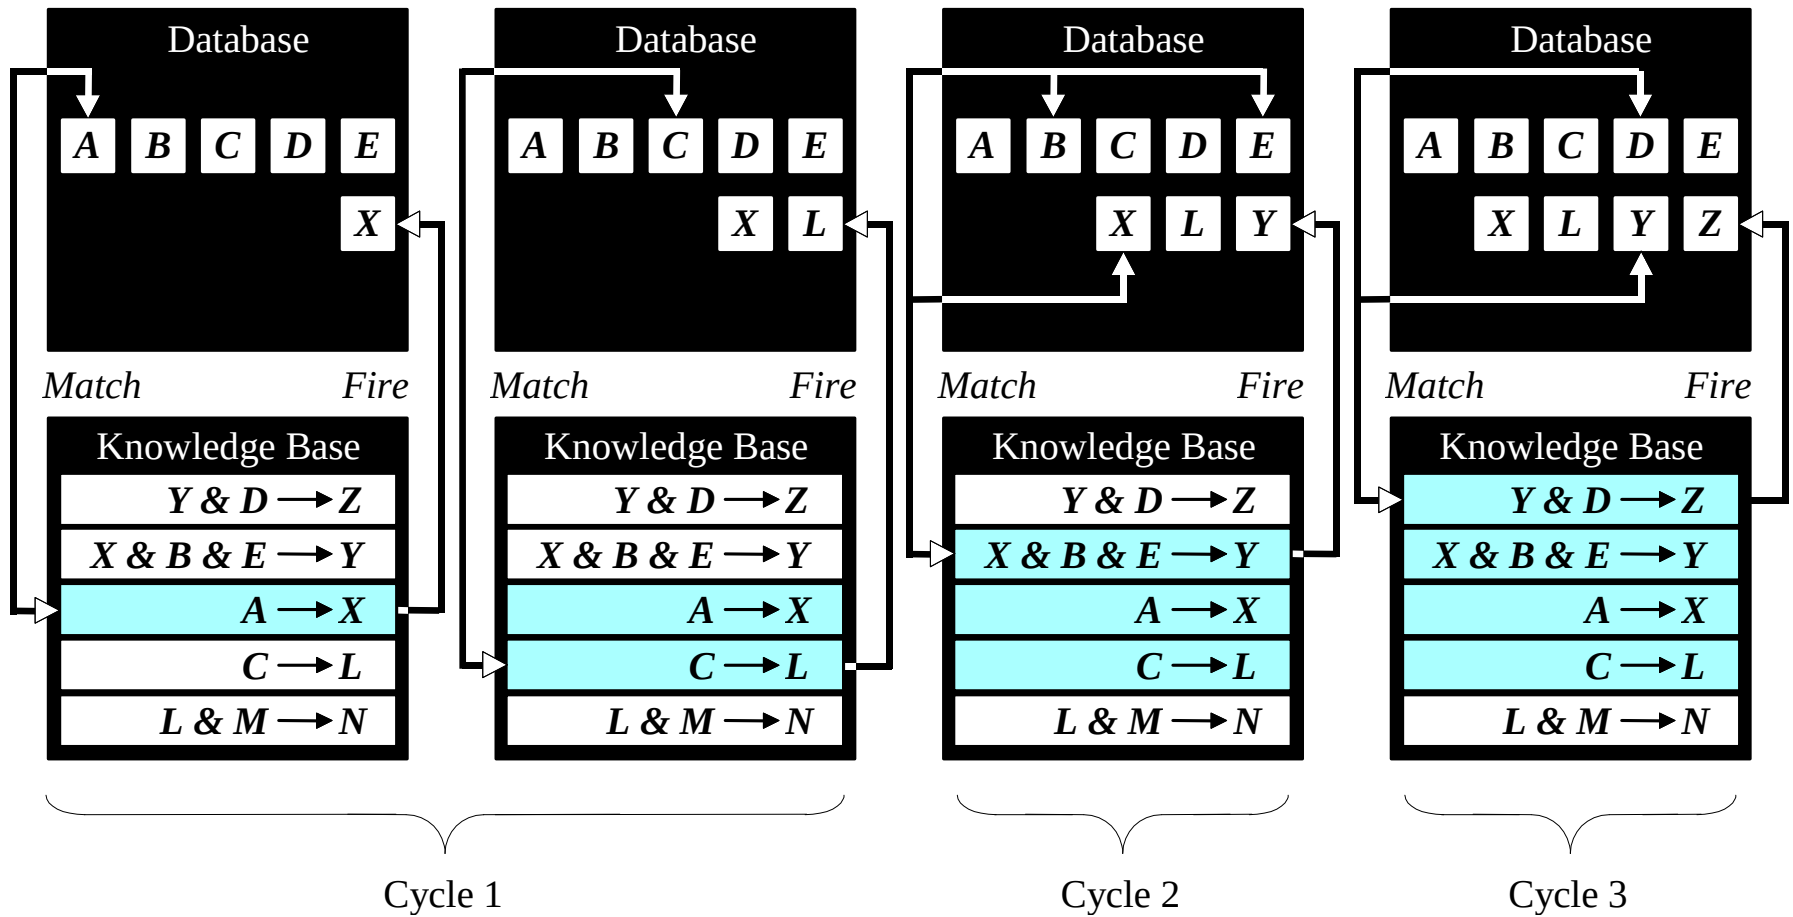 Database
A B C D E
X
Match Fire
Knowledge Base
Y & D → Z
X & B & E → Y
A → X
C → L
L & M → N
Database
A B C D E
X L
Match Fire
Knowledge Base
Y & D → Z
X & B & E → Y
A → X
C → L
L & M → N
Cycle 1
Database
A B C D E
X L Y
Match Fire
Knowledge Base
Y & D → Z
X & B & E → Y
A → X
C → L
L & M → N
Cycle 2
Database
A B C D E
X L Y Z
Match Fire
Knowledge Base
Y & D → Z
X & B & E → Y
A → X
C → L
L & M → N
Cycle 3